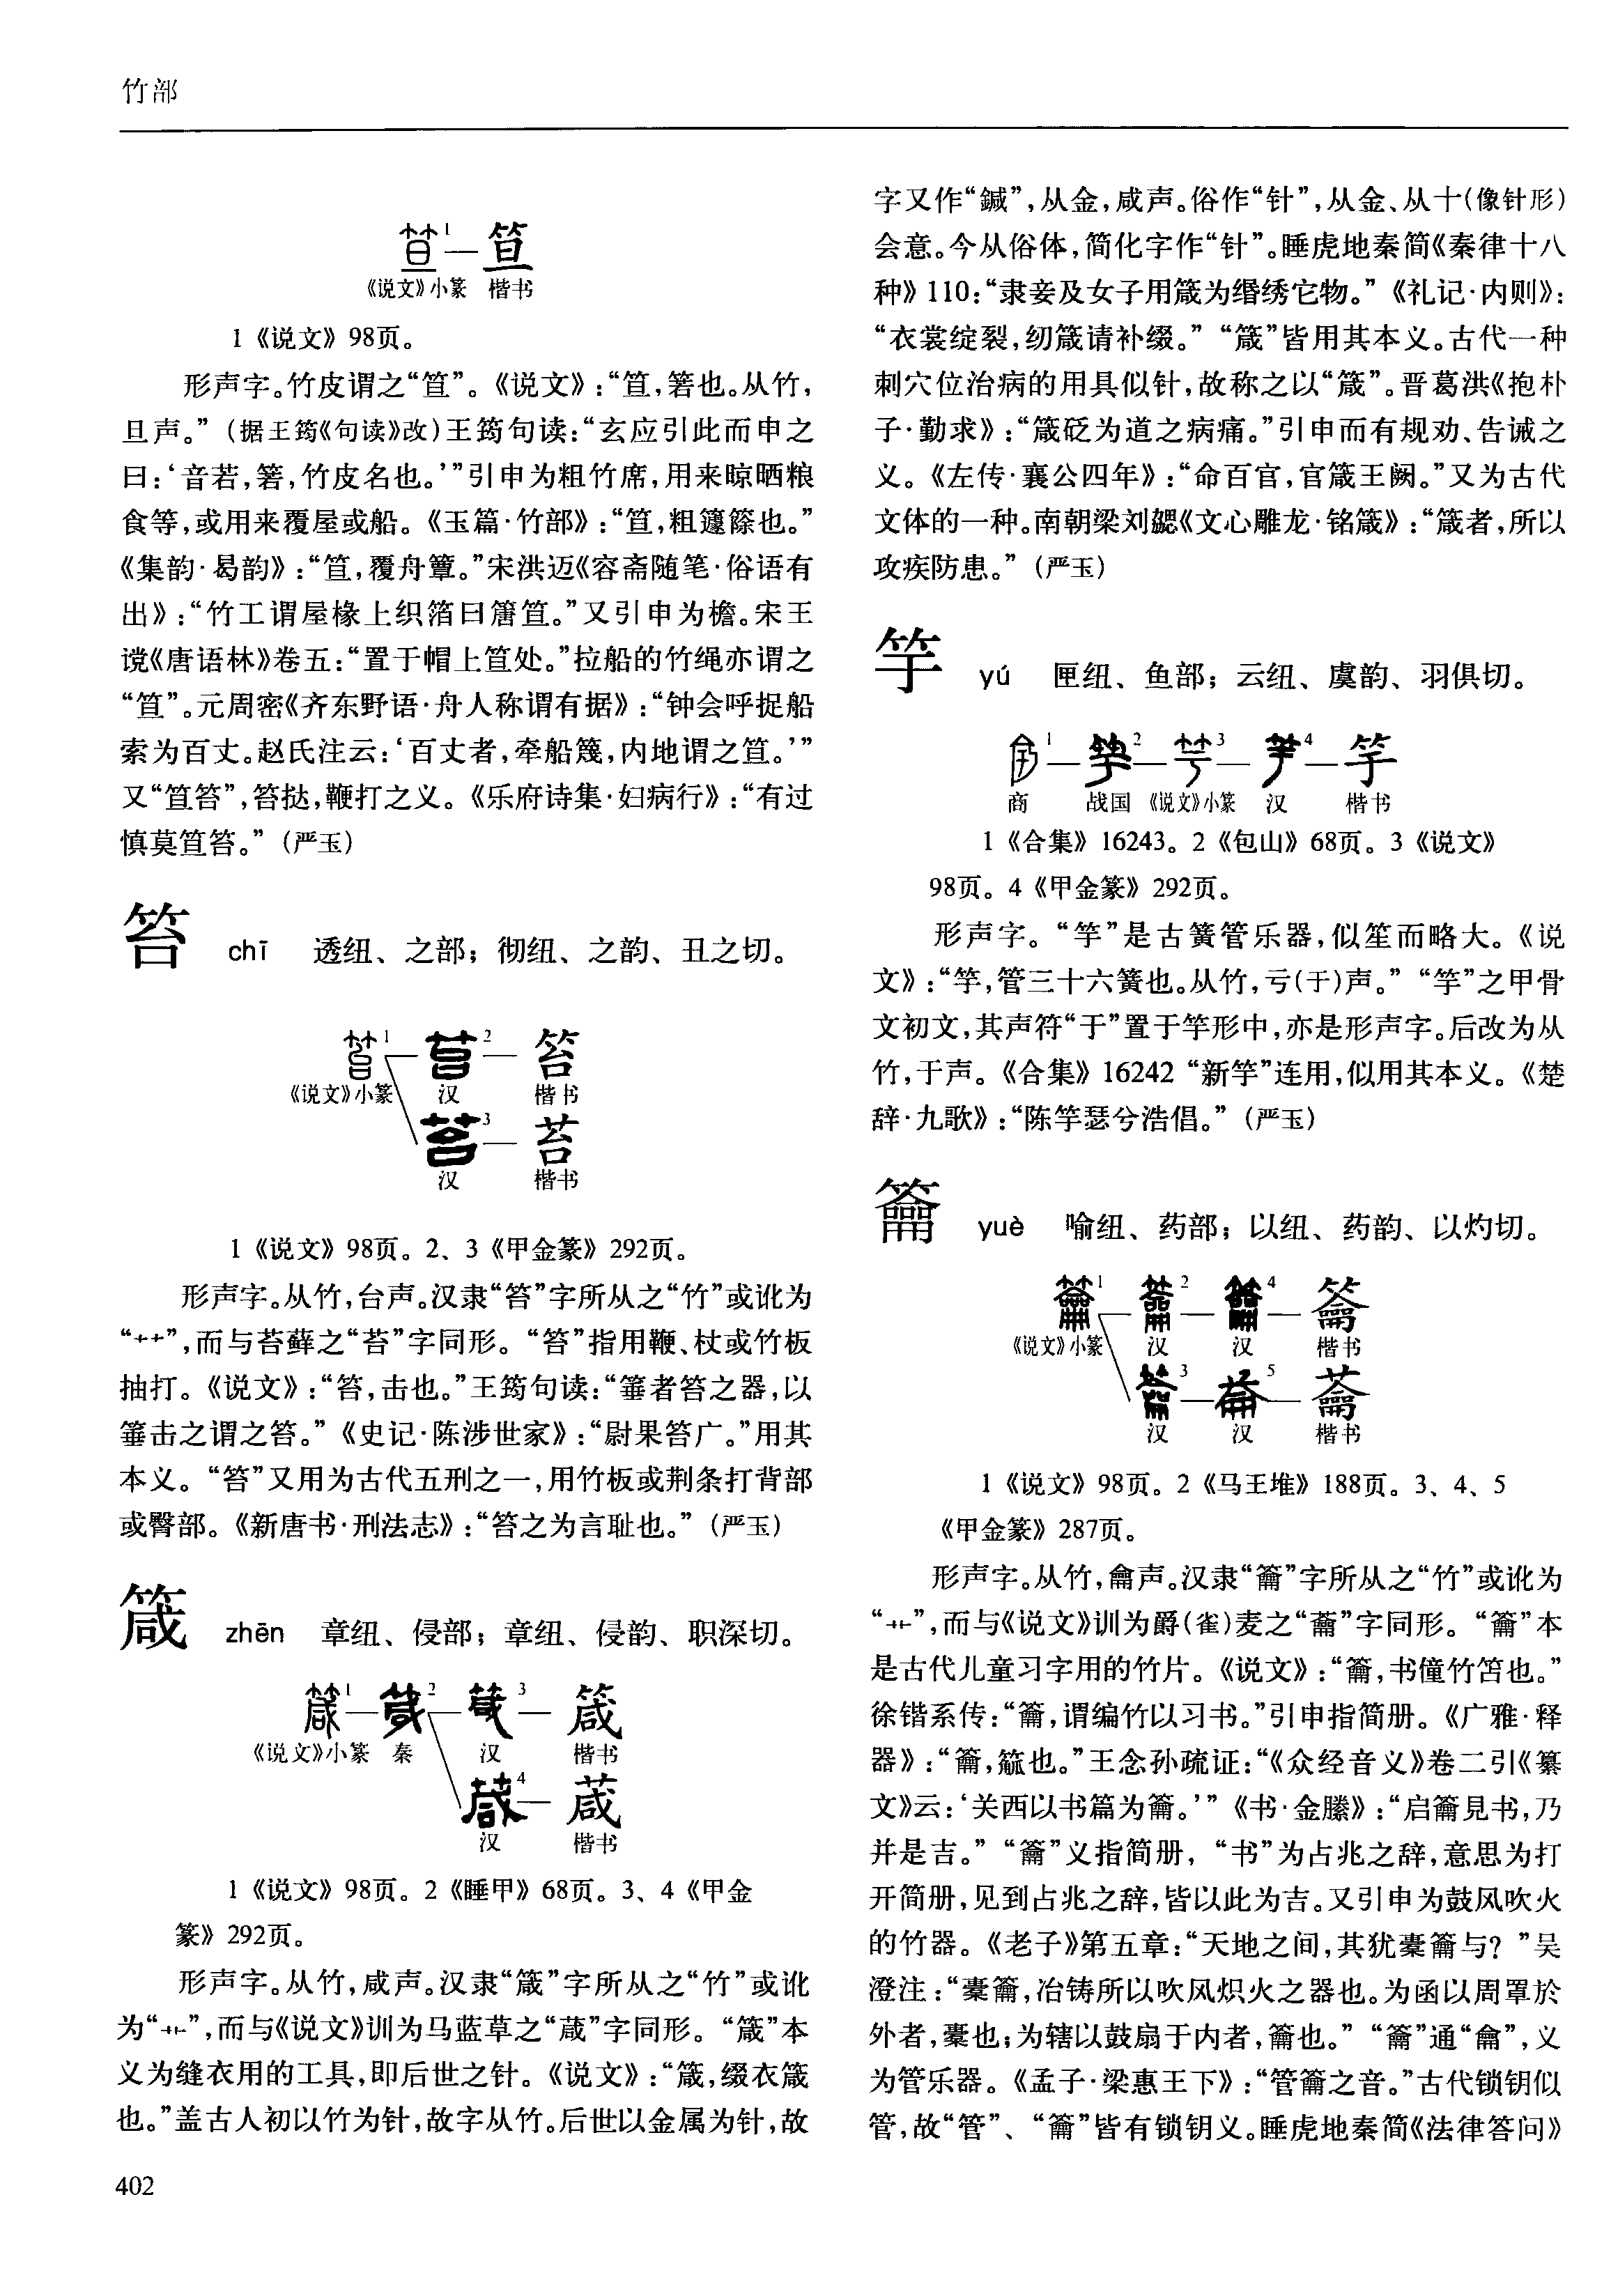 竹部
1—笪
《说文》小篆 楷书
1《说文》98页。
形声字。竹皮谓之“笪”。《说文》：“笪，箬也。从竹，
旦声。”（据王筠《句读》改）王筠句读：“玄应引此而申之
曰：‘音若，箬，竹皮名也。’”引申为粗竹席，用来晾晒粮
食等，或用来覆屋或船。《玉篇·竹部》：“笪，粗籧篨也。”
《集韵·曷韵》：“笪，覆舟簟。”宋洪迈《容斋随笔·俗语有
出》：“竹工谓屋椽上织箔曰簿笪。”又引申为檐。宋王
谠《唐语林》卷五：“置于帽上笪处。”拉船的竹绳亦谓之
“笪”。元周密《齐东野语·舟人称谓有据》：“钟会呼捉船
索为百丈。赵氏注云：‘百丈者，牵船篾，内地谓之笪。’”
又“笪笞”，笞挞，鞭打之义。《乐府诗集·妇病行》：“有过
慎莫笪笞。”（严玉）
笞 chī 透纽、之部；彻纽、之韵、丑之切。
1 2—笞
《说文》小篆 汉 楷书
3—苔
汉 楷书
1《说文》98页。2、3《甲金篆》292页。
形声字。从竹，台声。汉隶“笞”字所从之“竹”或讹为
“艹”，而与苔藓之“苔”字同形。“笞”指用鞭、杖或竹板
抽打。《说文》：“笞，击也。”王筠句读：“箠者笞之器，以
箠击之谓之笞。”《史记·陈涉世家》：“尉果笞广。”用其
本义。“笞”又用为古代五刑之一，用竹板或荆条打背部
或臀部。《新唐书·刑法志》：“笞之为言耻也。”（严玉）
箴 zhēn 章纽、侵部；章纽、侵韵、职深切。
1—2—3—箴
《说文》小篆 秦 汉 楷书
4—葴
汉 楷书
1《说文》98页。2《睡甲》68页。3、4《甲金
篆》292页。
形声字。从竹，咸声。汉隶“箴”字所从之“竹”或讹
为“艹”，而与《说文》训为马蓝草之“葴”字同形。“箴”本
义为缝衣用的工具，即后世之针。《说文》：“箴，缀衣箴
也。”盖古人初以竹为针，故字从竹。后世以金属为针，故
字又作“鍼”，从金，咸声。俗作“针”，从金、从十（像针形）
会意。今从俗体，简化字作“针”。睡虎地秦简《秦律十八
种》110：“隶妾及女子用箴为缗绣它物。”《礼记·内则》：
“衣裳绽裂，纫箴请补缀。”“箴”皆用其本义。古代一种
刺穴位治病的用具似针，故称之以“箴”。晋葛洪《抱朴
子·勤求》：“箴砭为道之病痛。”引申而有规劝、告诫之
义。《左传·襄公四年》：“命百官，官箴王阙。”又为古代
文体的一种。南朝梁刘勰《文心雕龙·铭箴》：“箴者，所以
攻疾防患。”（严玉）
竽 yú 匣纽、鱼部；云纽、虞韵、羽俱切。
1—2—3—4—竽
商 战国 《说文》小篆 汉 楷书
1《合集》16243。2《包山》68页。3《说文》
98页。4《甲金篆》292页。
形声字。“竽”是古簧管乐器，似笙而略大。《说
文》：“竽，管三十六簧也。从竹，亏（于）声。”“竽”之甲骨
文初文，其声符“于”置于竽形中，亦是形声字。后改为从
竹，于声。《合集》16242“新竽”连用，似用其本义。《楚
辞·九歌》：“陈竽瑟兮浩倡。”（严玉）
籥 yuè 喻纽、药部；以纽、药韵、以灼切。
1 2—4—籥
《说文》小篆 汉 汉 楷书
3—5—蘥
汉 汉 楷书
1《说文》98页。2《马王堆》188页。3、4、5
《甲金篆》287页。
形声字。从竹，龠声。汉隶“籥”字所从之“竹”或讹为
“艹”，而与《说文》训为爵（雀）麦之“蘥”字同形。“籥”本
是古代儿童习字用的竹片。《说文》：“籥，书僮竹笘也。”
徐锴系传：“籥，谓编竹以习书。”引申指简册。《广雅·释
器》：“籥，觚也。”王念孙疏证：“《众经音义》卷二引《纂
文》云：‘关西以书篇为籥。’”《书·金縢》：“启籥见书，乃
并是吉。”“籥”义指简册，“书”为占兆之辞，意思为打
开简册，见到占兆之辞，皆以此为吉。又引申为鼓风吹火
的竹器。《老子》第五章：“天地之间，其犹橐籥与？”吴
澄注：“橐籥，冶铸所以吹风炽火之器也。为函以周罩於
外者，橐也；为辖以鼓扇于内者，籥也。”“籥”通“龠”，义
为管乐器。《孟子·梁惠王下》：“管籥之音。”古代锁钥似
管，故“管”、“籥”皆有锁钥义。睡虎地秦简《法律答问》
402